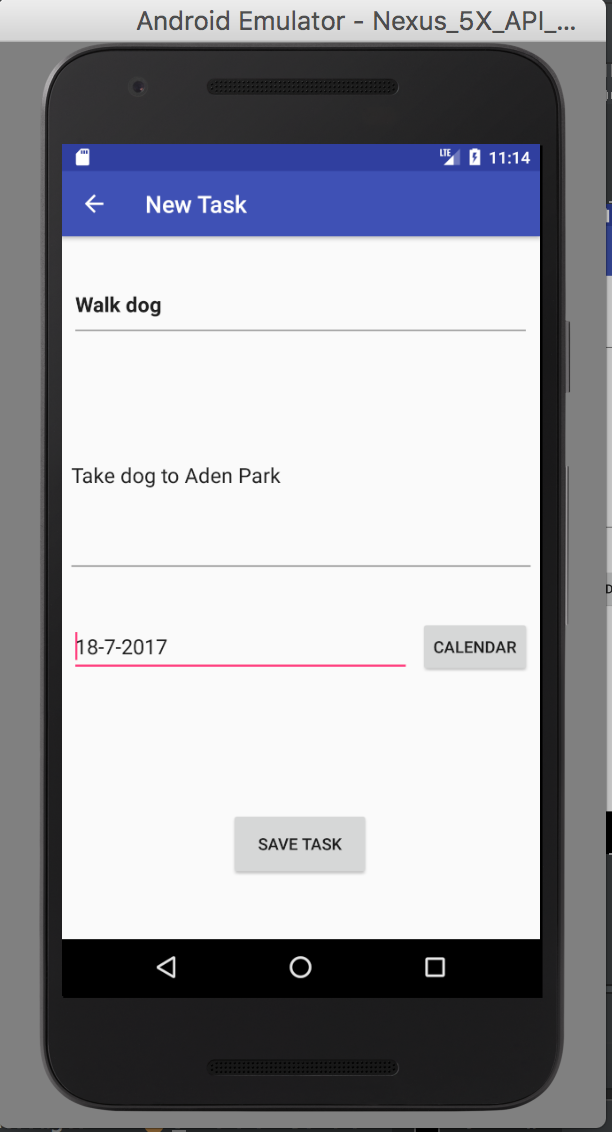 Android Emulator - Nexus_5X_API_...
LTE 11:14
New Task
Walk dog
Take dog to Aden Park
18-7-2017
CALENDAR
SAVE TASK